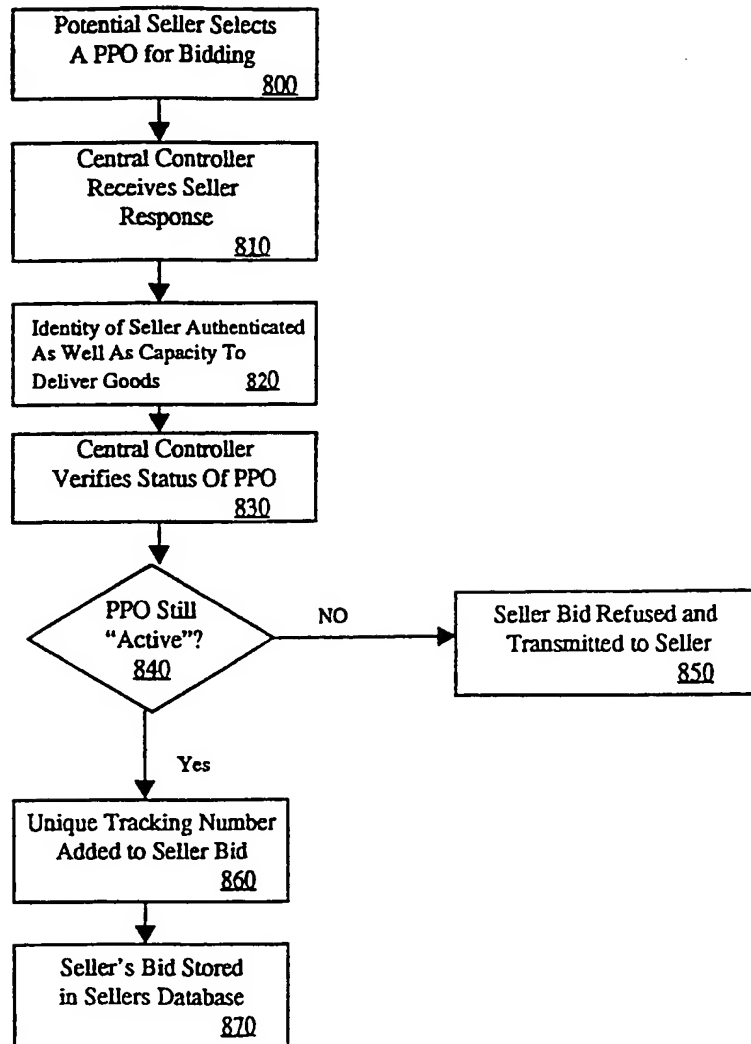 Potential Seller Selects
A PPO for Bidding
800
Central Controller
Receives Seller
Response
810
Identity of Seller Authenticated
As Well As Capacity To
Deliver Goods 820
Central Controller
Verifies Status Of PPO
830
PPO Still
"Active"?
840
NO
Seller Bid Refused and
Transmitted to Seller
850
Yes
Unique Tracking Number
Added to Seller Bid
860
Seller's Bid Stored
in Sellers Database
870